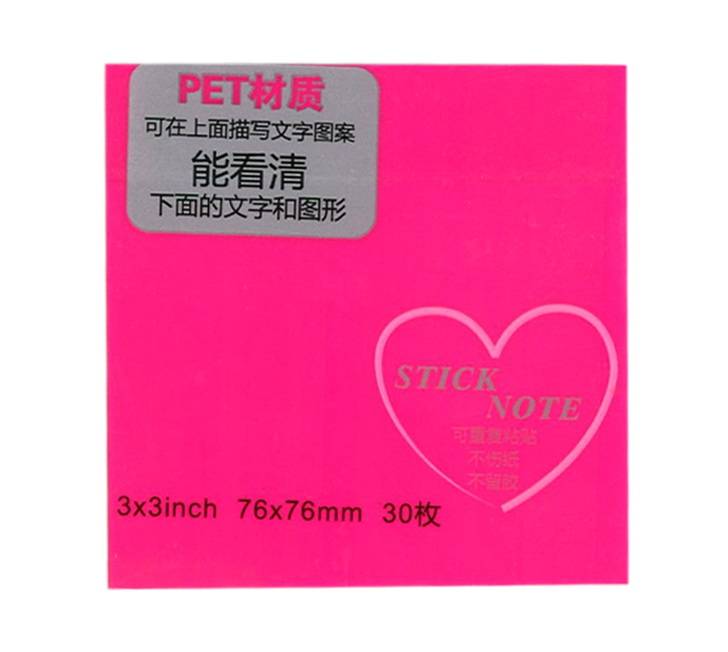 PET材质
可在上面描写文字图案
能看清
下面的文字和图形
STICK
NOTE
可重复粘贴
不伤纸
不留胶
3x3inch 76x76mm 30枚